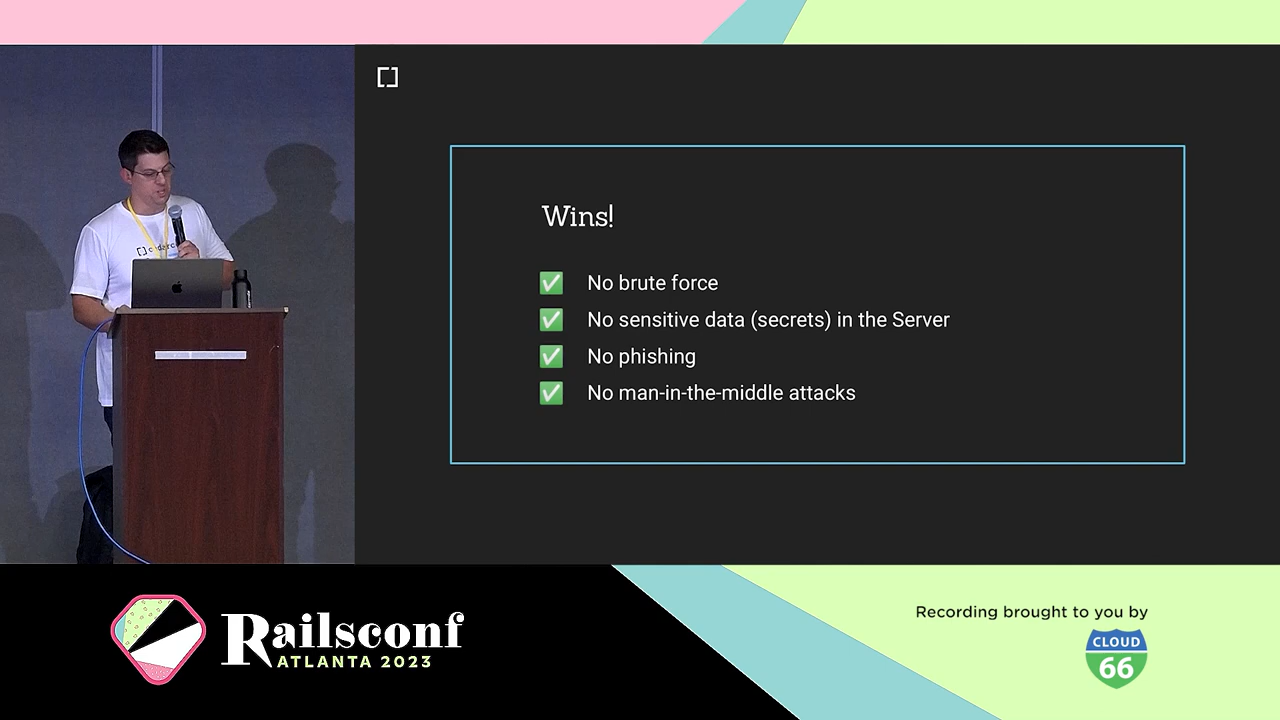 Wins!
✅ No brute force
✅ No sensitive data (secrets) in the Server
✅ No phishing
✅ No man-in-the-middle attacks
Railsconf
ATLANTA 2023
Recording brought to you by
CLOUD
66